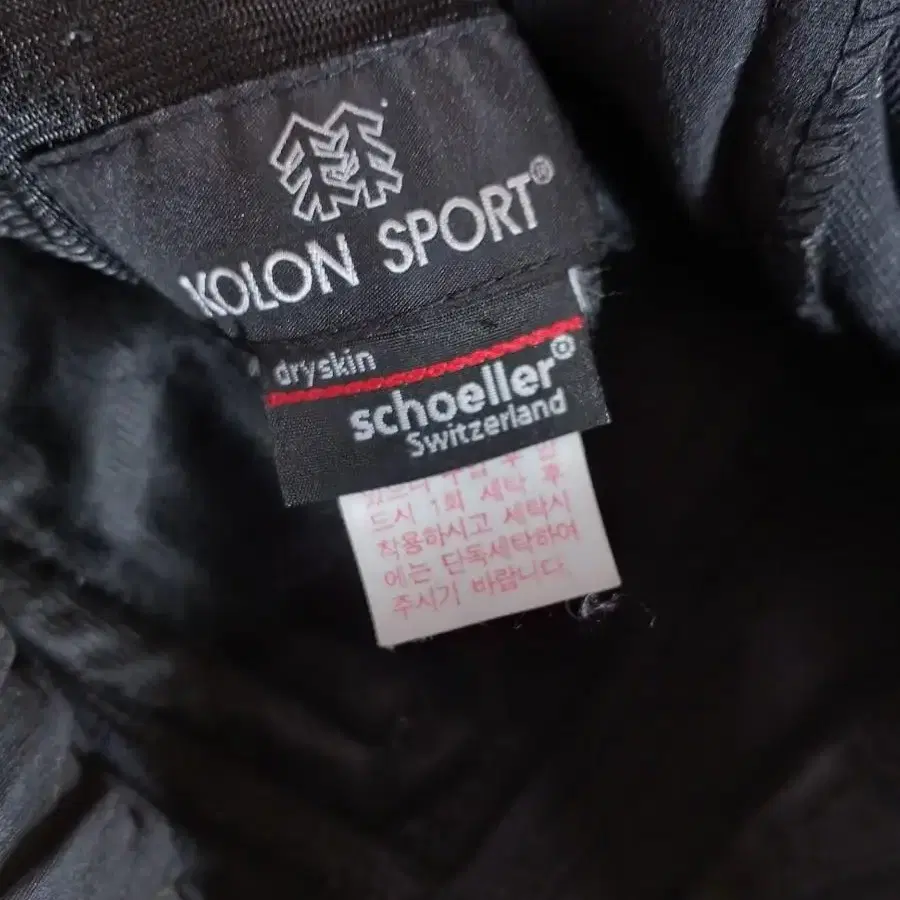 KOLON SPORT®
dryskin
schoeller®
Switzerland
드시 1회 세탁 후
착용하시고 세탁시
에는 단독세탁하여
주시기 바랍니다